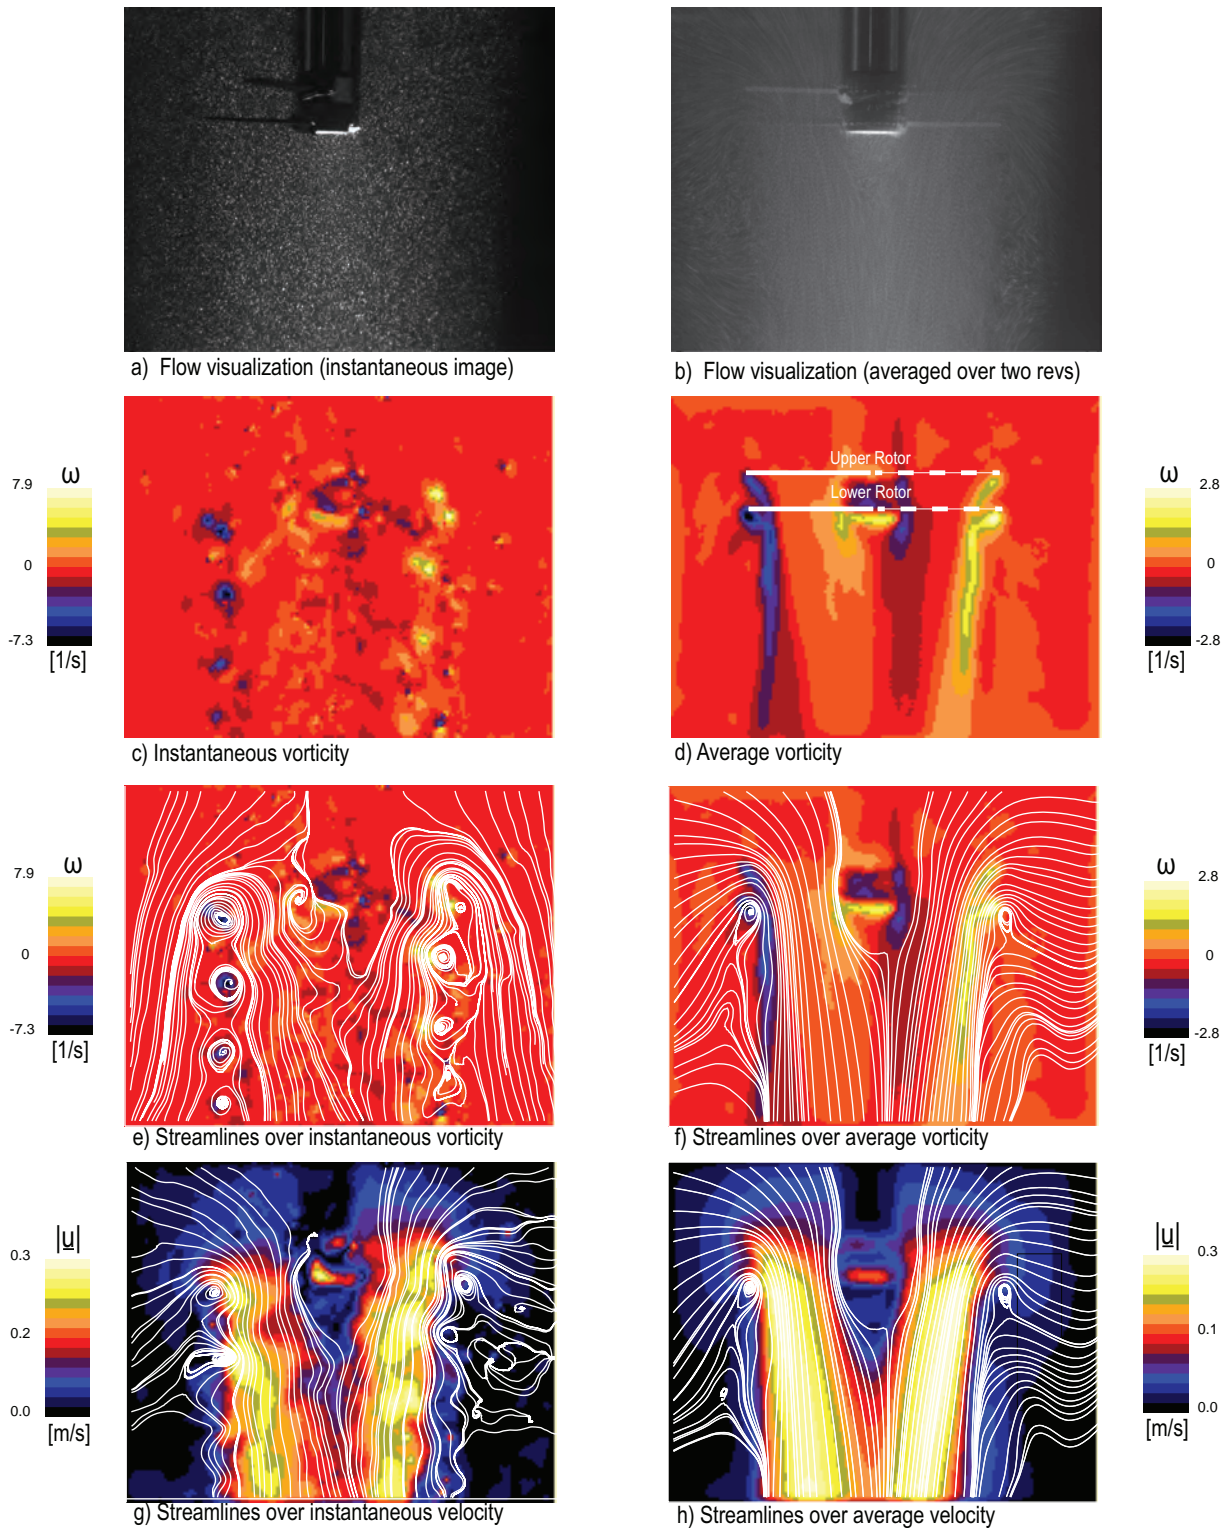 a)  Flow visualization (instantaneous image)
b)  Flow visualization (averaged over two revs)
ω
7.9
0
-7.3
[1/s]
Upper Rotor
Lower Rotor
ω
2.8
0
-2.8
[1/s]
c) Instantaneous vorticity
d) Average vorticity
ω
7.9
0
-7.3
[1/s]
ω
2.8
0
-2.8
[1/s]
e) Streamlines over instantaneous vorticity
f) Streamlines over average vorticity
|u|
0.3
0.2
0.0
[m/s]
|u|
0.3
0.1
0.0
[m/s]
g) Streamlines over instantaneous velocity
h) Streamlines over average velocity